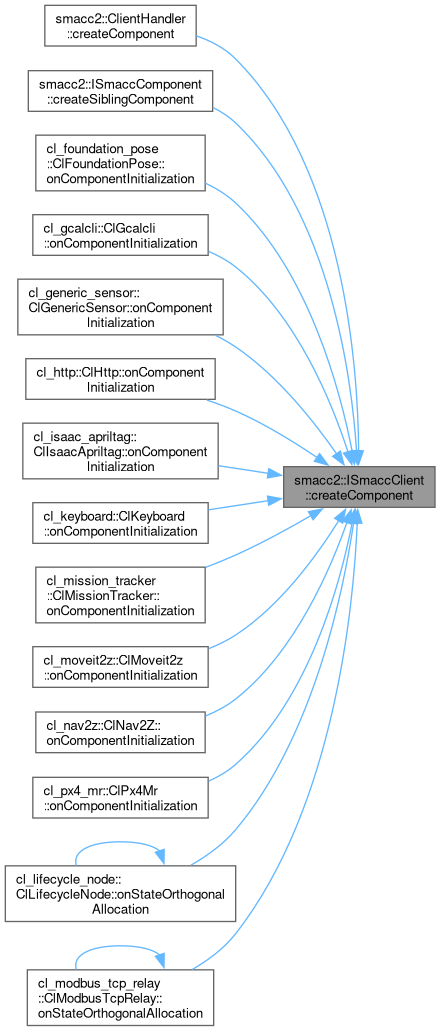 smacc2::ClientHandler
::createComponent
smacc2::ISmaccComponent
::createSiblingComponent
cl_foundation_pose
::ClFoundationPose::
onComponentInitialization
cl_gcalcli::ClGcalcli
::onComponentInitialization
cl_generic_sensor::
ClGenericSensor::onComponent
Initialization
cl_http::ClHttp::onComponent
Initialization
cl_isaac_apriltag::
ClIsaacApriltag::onComponent
Initialization
smacc2::ISmaccClient
::createComponent
cl_keyboard::ClKeyboard
::onComponentInitialization
cl_mission_tracker
::ClMissionTracker::
onComponentInitialization
cl_moveit2z::ClMoveit2z
::onComponentInitialization
cl_nav2z::ClNav2Z::
onComponentInitialization
cl_px4_mr::ClPx4Mr
::onComponentInitialization
cl_lifecycle_node::
ClLifecycleNode::onStateOrthogonal
Allocation
cl_modbus_tcp_relay
::ClModbusTcpRelay::
onStateOrthogonalAllocation